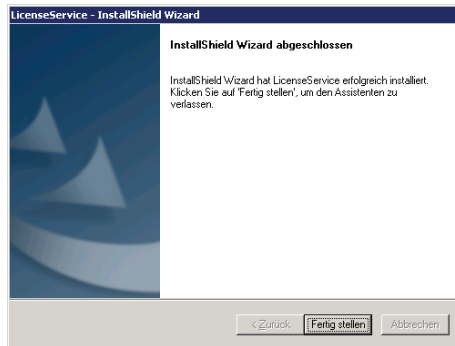 LicenseService - InstallShield Wizard
InstallShield Wizard abgeschlossen
InstallShield Wizard hat LicenseService erfolgreich installiert.
Klicken Sie auf 'Fertig stellen', um den Assistenten zu
verlassen.
< Zurück Fertig stellen Abbrechen